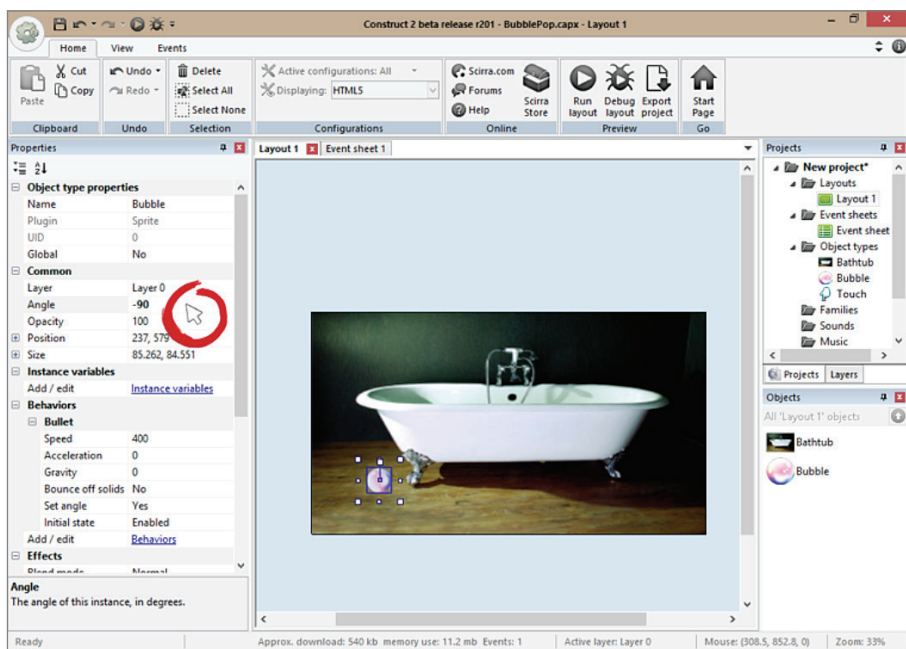 Construct 2 beta release r201 - BubblePop.capx - Layout 1
Home View Events
Paste
Cut
Copy
Clipboard
Undo
Redo
Undo
Delete
Select All
Select None
Selection
Active configurations: All
Displaying: HTML5
Configurations
Scirra.com
Forums
Help
Scirra Store
Online
Run layout
Debug layout
Export project
Preview
Start Page
Go
Properties
Object type properties
Name Bubble
Plugin Sprite
UID 0
Global No
Common
Layer Layer 0
Angle -90
Opacity 100
Position 237, 579
Size 85.262, 84.551
Instance variables
Add / edit Instance variables
Behaviors
Bullet
Speed 400
Acceleration 0
Gravity 0
Bounce off solids No
Set angle Yes
Initial state Enabled
Add / edit Behaviors
Effects
Blend mode Normal
Angle
The angle of this instance, in degrees.
Layout 1 Event sheet 1
Projects
New project*
Layouts
Layout 1
Event sheets
Event sheet
Object types
Bathtub
Bubble
Touch
Families
Sounds
Music
Projects Layers
Objects
All 'Layout 1' objects
Bathtub
Bubble
Ready Approx. download: 540 kb memory use: 11.2 mb Events: 1 Active layer: Layer 0 Mouse: (308.5, 852.8, 0) Zoom: 33%